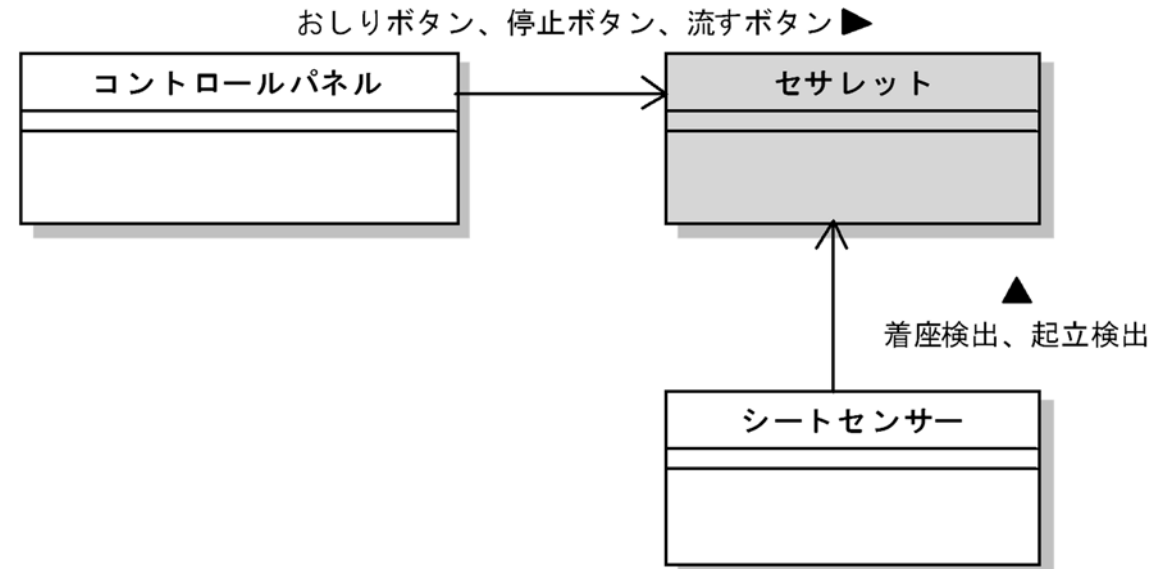 おしりボタン、停止ボタン、流すボタン▶
コントロールパネル
セサレット
▲
着座検出、起立検出
シートセンサー